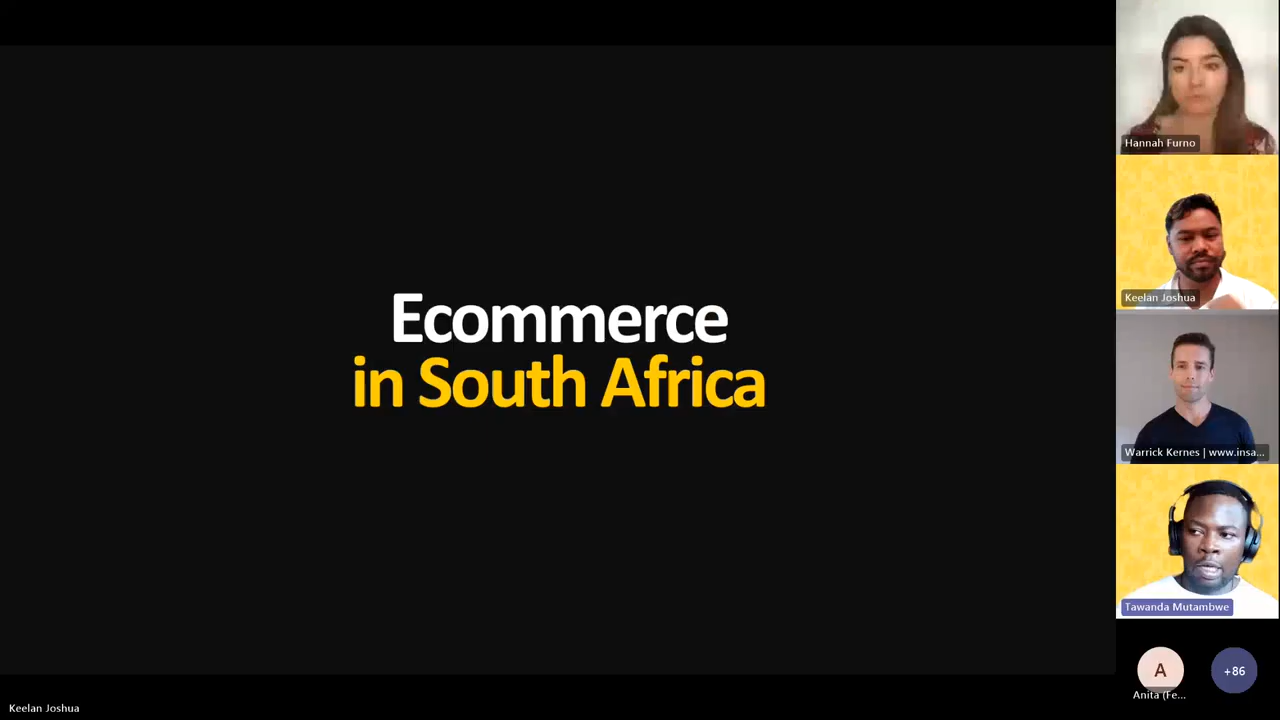 Ecommerce
in South Africa
Hannah Furno
Keelan Joshua
Warrick Kernes | www.insa...
Tawanda Mutambwe
A
+86
Anita (Fe...
Keelan Joshua